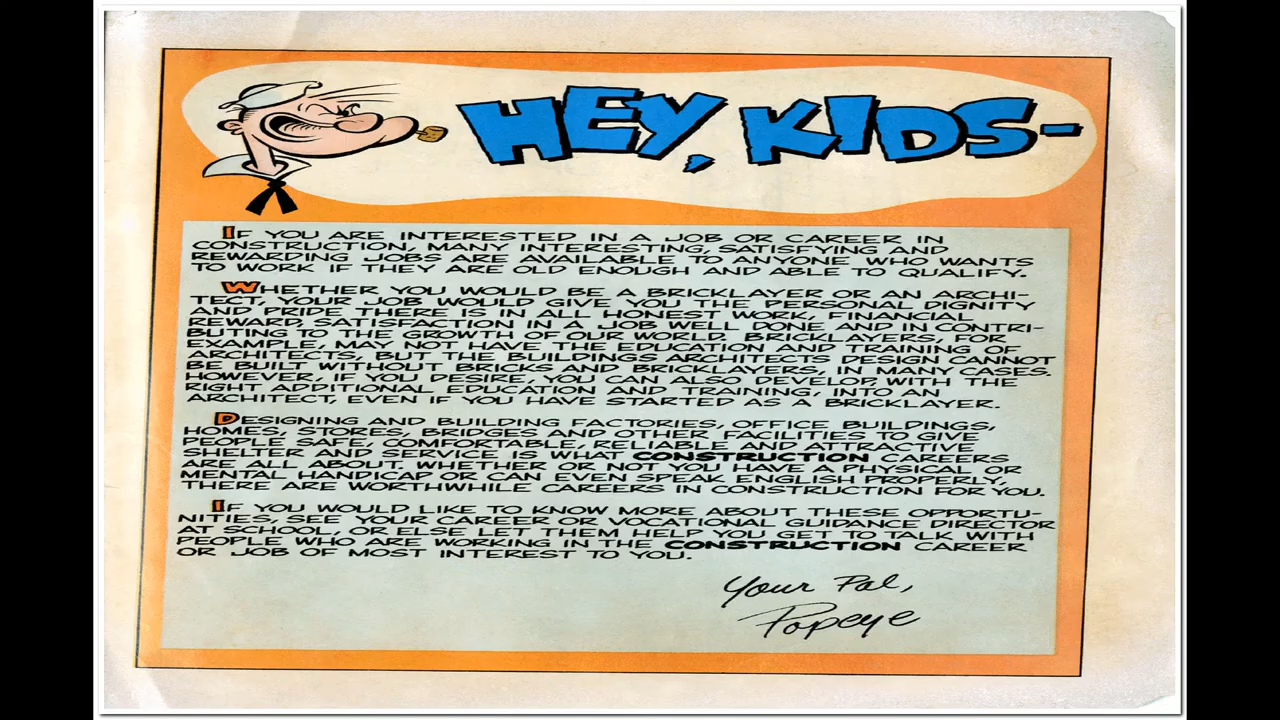 HEY, KIDS-
IF YOU ARE INTERESTED IN A JOB OR CAREER IN
CONSTRUCTION, MANY INTERESTING, SATISFYING AND
REWARDING JOBS ARE AVAILABLE TO ANYONE WHO WANTS
TO WORK IF THEY ARE OLD ENOUGH AND ABLE TO QUALIFY.
WHETHER YOU WOULD BE A BRICKLAYER OR AN ARCHI-
TECT, YOUR JOB WOULD GIVE YOU THE PERSONAL DIGNITY
AND PRIDE THERE IS IN ALL HONEST WORK, FINANCIAL
REWARD, SATISFACTION IN A JOB WELL DONE AND IN CONTRI-
BUTING TO THE GROWTH OF OUR WORLD. BRICKLAYERS, FOR
EXAMPLE, MAY NOT HAVE THE EDUCATION AND TRAINING OF
ARCHITECTS, BUT THE BUILDINGS ARCHITECTS DESIGN CANNOT
BE BUILT WITHOUT BRICKS AND BRICKLAYERS, IN MANY CASES.
HOWEVER, IF YOU DESIRE, YOU CAN ALSO DEVELOP, WITH THE
RIGHT ADDITIONAL EDUCATION AND TRAINING, INTO AN
ARCHITECT, EVEN IF YOU HAVE STARTED AS A BRICKLAYER.
DESIGNING AND BUILDING FACTORIES, OFFICE BUILDINGS,
HOMES, STORES, BRIDGES AND OTHER FACILITIES TO GIVE
PEOPLE SAFE, COMFORTABLE, RELIABLE AND ATTRACTIVE
SHELTER AND SERVICE IS WHAT CONSTRUCTION CAREERS
ARE ALL ABOUT. WHETHER OR NOT YOU HAVE A PHYSICAL OR
MENTAL HANDICAP, OR CAN EVEN SPEAK ENGLISH PROPERLY,
THERE ARE WORTHWHILE CAREERS IN CONSTRUCTION FOR YOU.
IF YOU WOULD LIKE TO KNOW MORE ABOUT THESE OPPORTU-
NITIES, SEE YOUR CAREER OR VOCATIONAL GUIDANCE DIRECTOR
AT SCHOOL, OR ELSE LET THEM HELP YOU GET TO TALK WITH
PEOPLE WHO ARE WORKING IN THE CONSTRUCTION CAREER
OR JOB OF MOST INTEREST TO YOU.
Your Pal,
Popeye